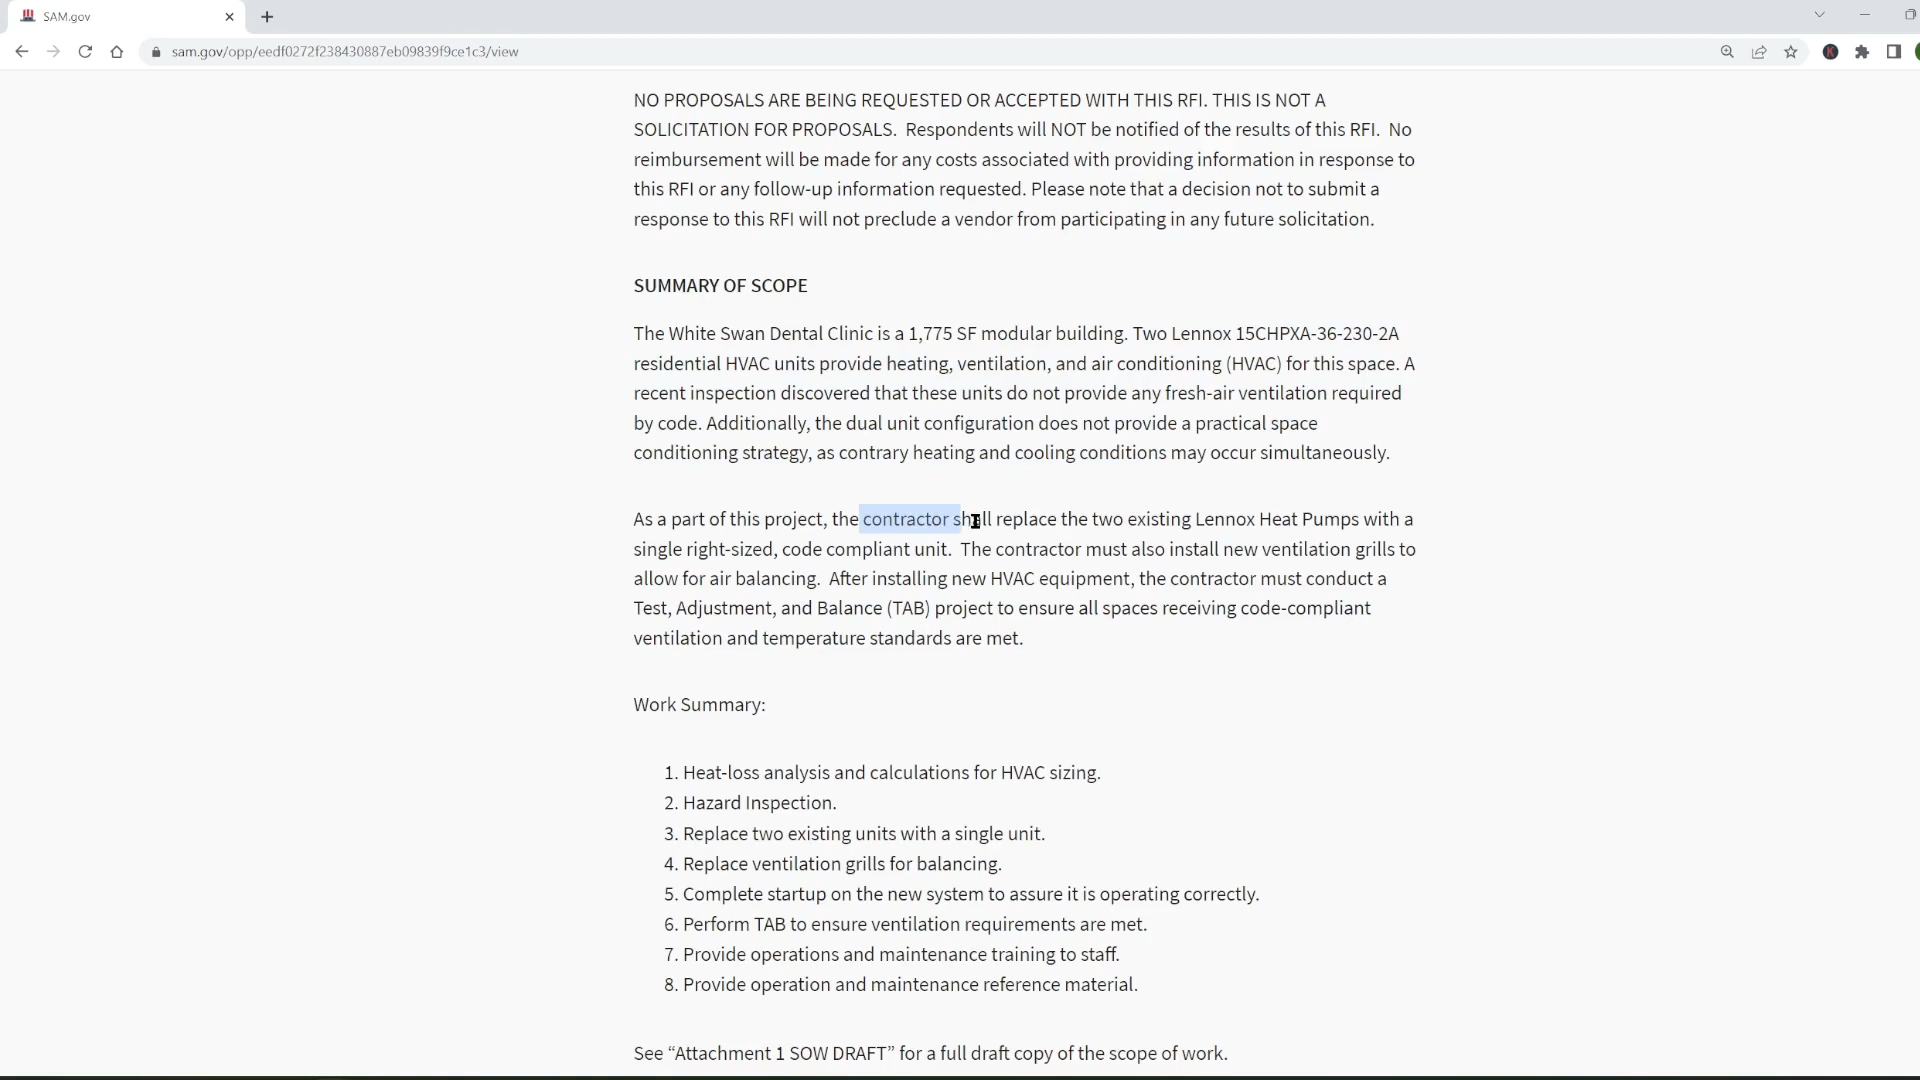 SAM.gov
sam.gov/opp/eedf0272f238430887eb09839f9ce1c3/view
K
NO PROPOSALS ARE BEING REQUESTED OR ACCEPTED WITH THIS RFI. THIS IS NOT A
SOLICITATION FOR PROPOSALS.  Respondents will NOT be notified of the results of this RFI.  No
reimbursement will be made for any costs associated with providing information in response to
this RFI or any follow-up information requested. Please note that a decision not to submit a
response to this RFI will not preclude a vendor from participating in any future solicitation.
SUMMARY OF SCOPE
The White Swan Dental Clinic is a 1,775 SF modular building. Two Lennox 15CHPXA-36-230-2A
residential HVAC units provide heating, ventilation, and air conditioning (HVAC) for this space. A
recent inspection discovered that these units do not provide any fresh-air ventilation required
by code. Additionally, the dual unit configuration does not provide a practical space
conditioning strategy, as contrary heating and cooling conditions may occur simultaneously.
As a part of this project, the contractor shall replace the two existing Lennox Heat Pumps with a
single right-sized, code compliant unit.  The contractor must also install new ventilation grills to
allow for air balancing.  After installing new HVAC equipment, the contractor must conduct a
Test, Adjustment, and Balance (TAB) project to ensure all spaces receiving code-compliant
ventilation and temperature standards are met.
Work Summary:
1. Heat-loss analysis and calculations for HVAC sizing.
2. Hazard Inspection.
3. Replace two existing units with a single unit.
4. Replace ventilation grills for balancing.
5. Complete startup on the new system to assure it is operating correctly.
6. Perform TAB to ensure ventilation requirements are met.
7. Provide operations and maintenance training to staff.
8. Provide operation and maintenance reference material.
See “Attachment 1 SOW DRAFT” for a full draft copy of the scope of work.